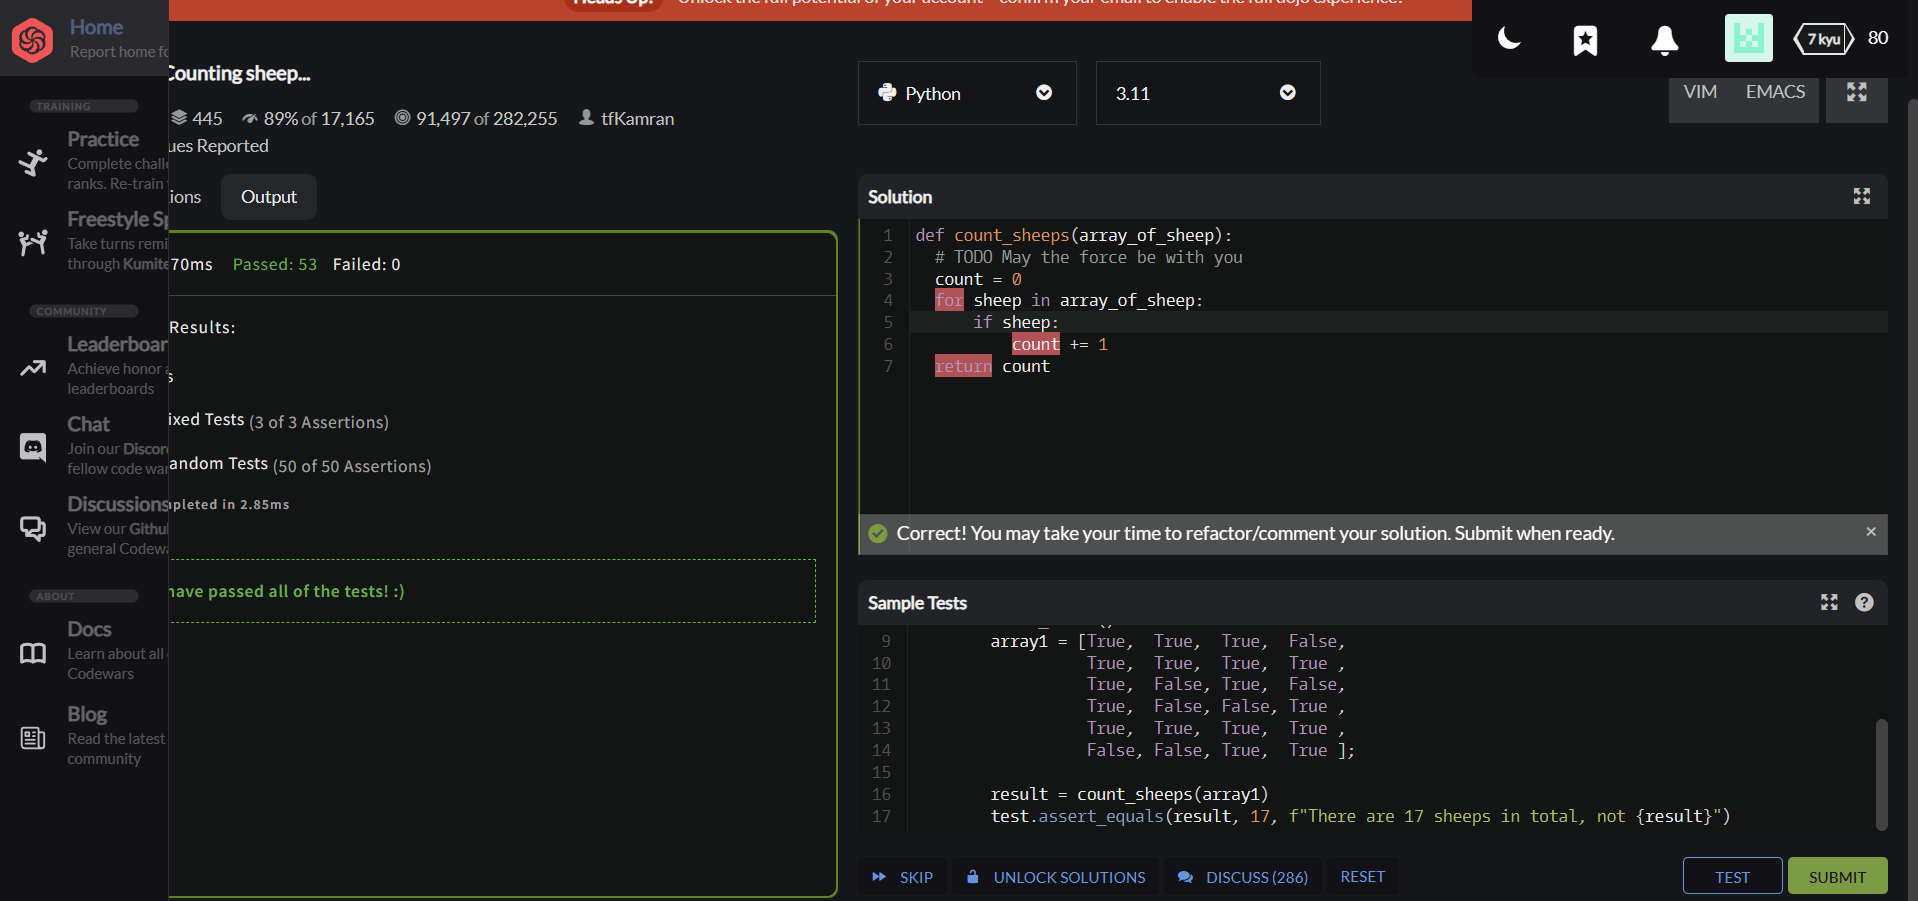 Heads Up! Unlock the full potential of your account - confirm your email to enable the full dojo experience!
Home
Report home fo
TRAINING
Practice
Complete chall
ranks. Re-train
Freestyle Sp
Take turns remi
through Kumite
COMMUNITY
Leaderboar
Achieve honor a
leaderboards
Chat
Join our Discord
fellow code war
Discussions
View our Githu
general Codewa
ABOUT
Docs
Learn about all
Codewars
Blog
Read the latest
community
7 kyu 80
Counting sheep...
445 89% of 17,165 91,497 of 282,255 tfKamran
ues Reported
ions Output
70ms Passed: 53 Failed: 0
Results:
s
ixed Tests (3 of 3 Assertions)
andom Tests (50 of 50 Assertions)
mpleted in 2.85ms
have passed all of the tests! :)
Python 3.11
VIM EMACS
Solution
1 def count_sheeps(array_of_sheep):
2 # TODO May the force be with you
3 count = 0
4 for sheep in array_of_sheep:
5 if sheep:
6 count += 1
7 return count
Correct! You may take your time to refactor/comment your solution. Submit when ready. ×
Sample Tests ?
9 array1 = [True, True, True, False,
10 True, True, True, True ,
11 True, False, True, False,
12 True, False, False, True ,
13 True, True, True, True ,
14 False, False, True, True ];
15
16 result = count_sheeps(array1)
17 test.assert_equals(result, 17, f"There are 17 sheeps in total, not {result}")
SKIP UNLOCK SOLUTIONS DISCUSS (286) RESET TEST SUBMIT